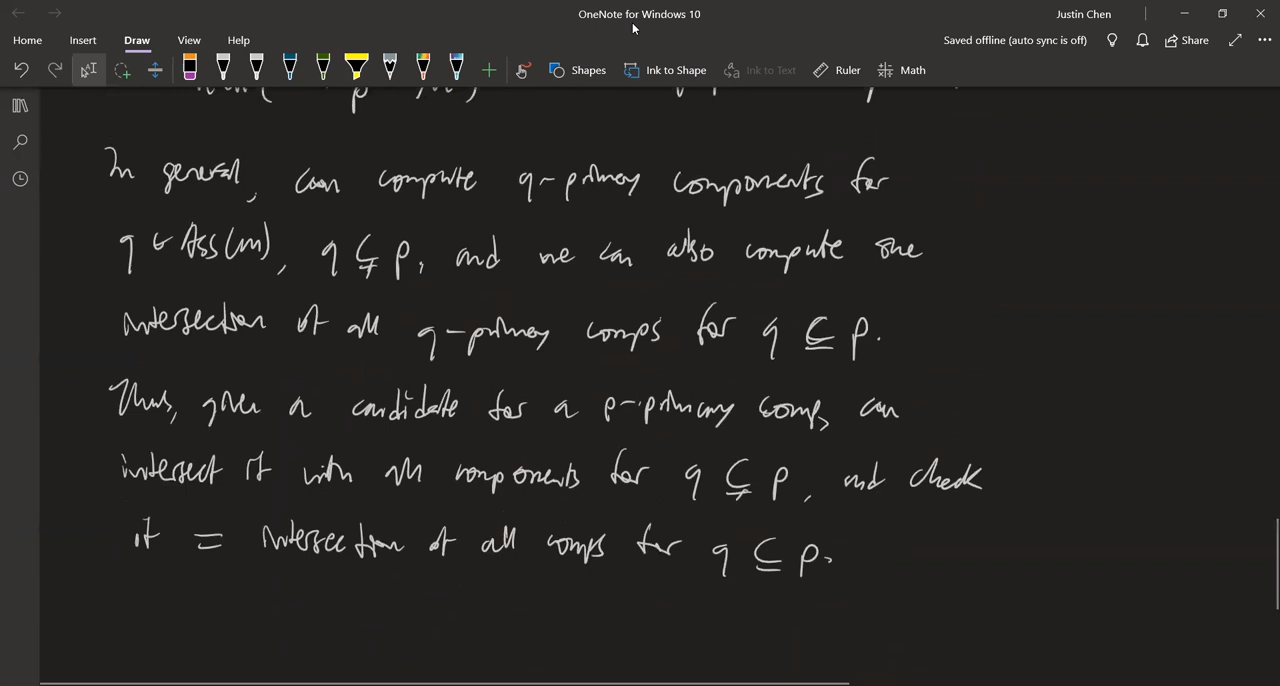 OneNote for Windows 10
Justin Chen
Home Insert Draw View Help
Saved offline (auto sync is off)
Share
Shapes Ink to Shape Ink to Text Ruler Math
In general, can compute q-primary components for
q ∈ Ass(M), q ⊊ p, and we can also compute the
intersection of all q-primary comps for q ⊆ p.
Thus, given a candidate for a p-primary comp, can
intersect it with all components for q ⊊ p, and check
if = intersection of all comps for q ⊆ p.